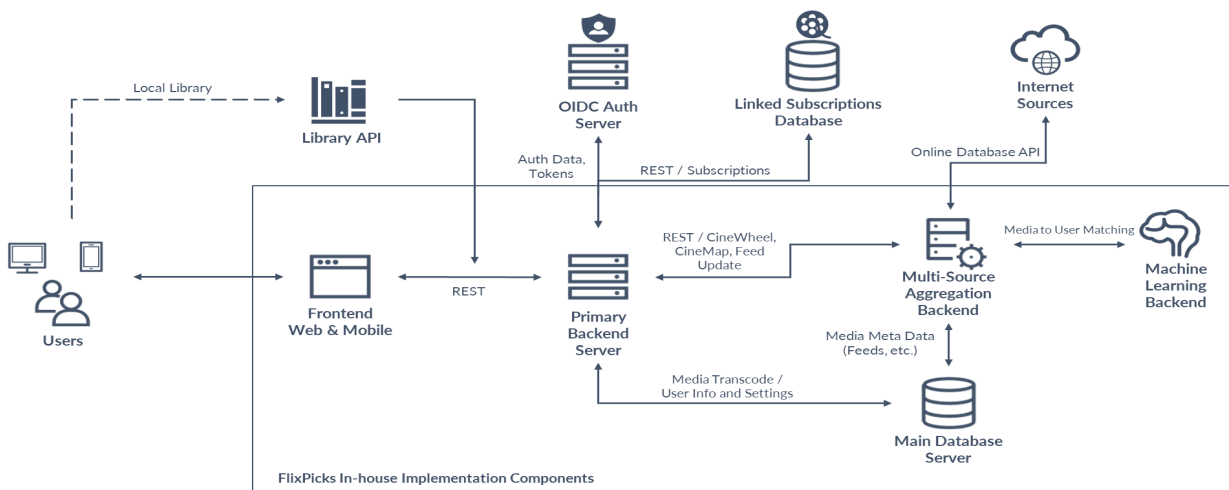 Local Library
Library API
OIDC Auth
Server
Linked Subscriptions
Database
Internet
Sources
Auth Data,
Tokens
REST / Subscriptions
Online Database API
Users
Frontend
Web & Mobile
REST
Primary
Backend
Server
REST / CineWheel,
CineMap, Feed
Update
Multi-Source
Aggregation
Backend
Media to User Matching
Machine
Learning
Backend
Media Meta Data
(Feeds, etc.)
Media Transcode /
User Info and Settings
Main Database
Server
FlixPicks In-house Implementation Components